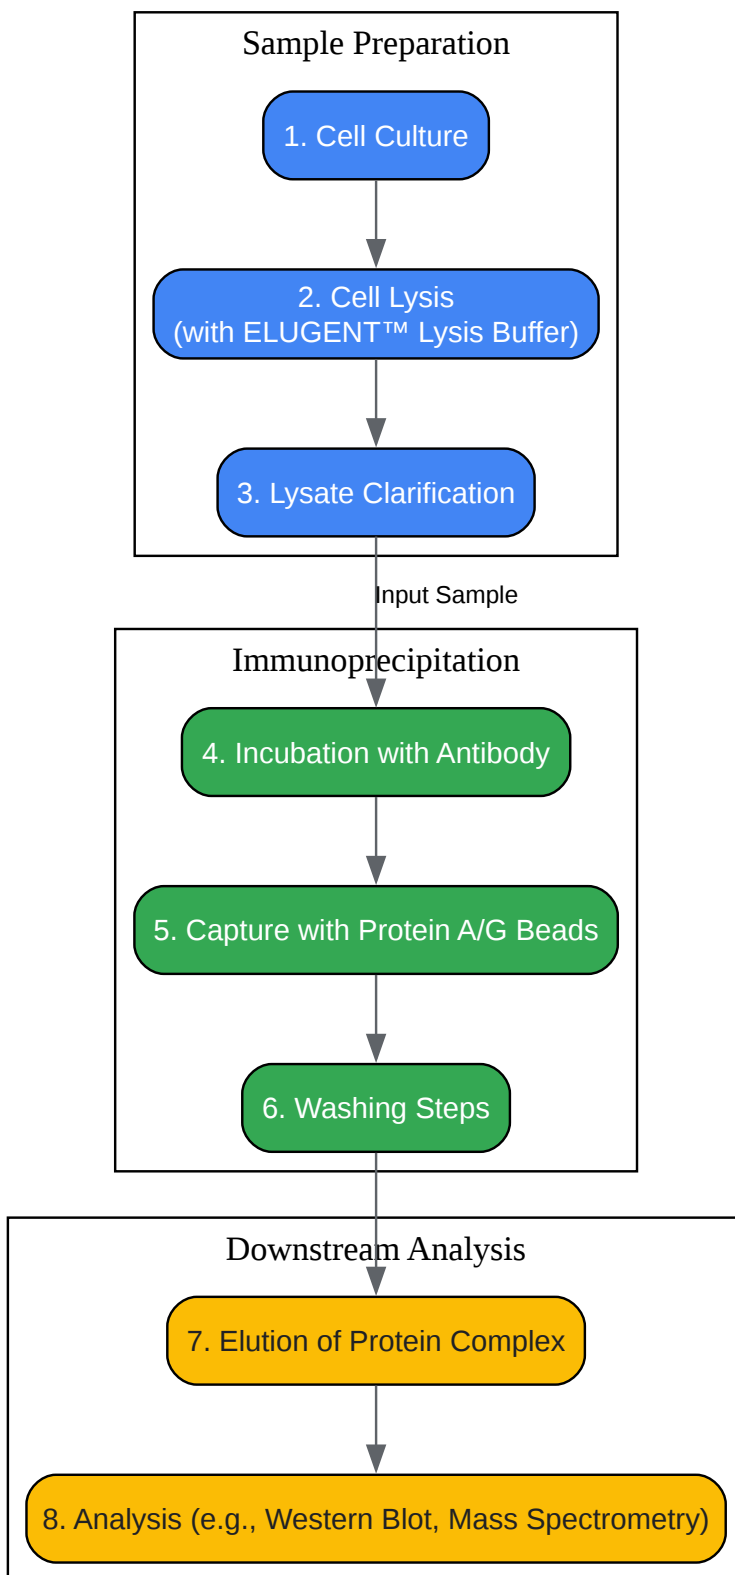 Sample Preparation
1. Cell Culture
2. Cell Lysis
(with ELUGENT™ Lysis Buffer)
3. Lysate Clarification
Input Sample
Immunoprecipitation
4. Incubation with Antibody
5. Capture with Protein A/G Beads
6. Washing Steps
Downstream Analysis
7. Elution of Protein Complex
8. Analysis (e.g., Western Blot, Mass Spectrometry)